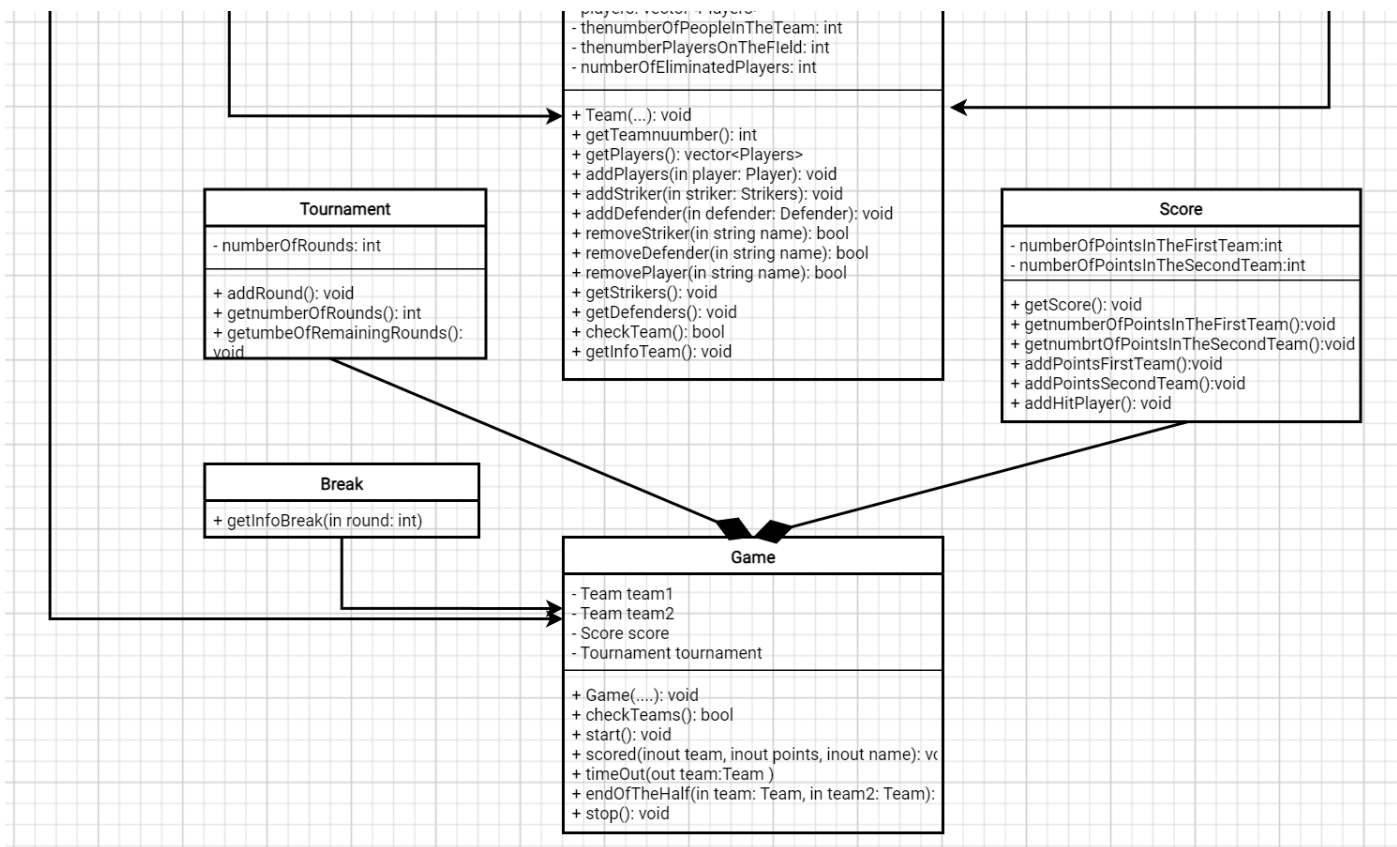 - thenumberOfPeopleInTheTeam: int
- thenumberPlayersOnTheFIeld: int
- numberOfEliminatedPlayers: int
+ Team(...): void
+ getTeamnuumber(): int
+ getPlayers(): vector<Players>
+ addPlayers(in player: Player): void
+ addStriker(in striker: Strikers): void
+ addDefender(in defender: Defender): void
+ removeStriker(in string name): bool
+ removeDefender(in string name): bool
+ removePlayer(in string name): bool
+ getStrikers(): void
+ getDefenders(): void
+ checkTeam(): bool
+ getInfoTeam(): void
Tournament
- numberOfRounds: int
+ addRound(): void
+ getnumberOfRounds(): int
+ getumbeOfRemainingRounds():
void
Score
- numberOfPointsInTheFirstTeam:int
- numberOfPointsInTheSecondTeam:int
+ getScore(): void
+ getnumberOfPointsInTheFirstTeam():void
+ getnumbrtOfPointsInTheSecondTeam():void
+ addPointsFirstTeam():void
+ addPointsSecondTeam():void
+ addHitPlayer(): void
Break
+ getInfoBreak(in round: int)
Game
- Team team1
- Team team2
- Score score
- Tournament tournament
+ Game(....): void
+ checkTeams(): bool
+ start(): void
+ scored(inout team, inout points, inout name):
+ timeOut(out team:Team )
+ endOfTheHalf(in team: Team, in team2: Team):
+ stop(): void